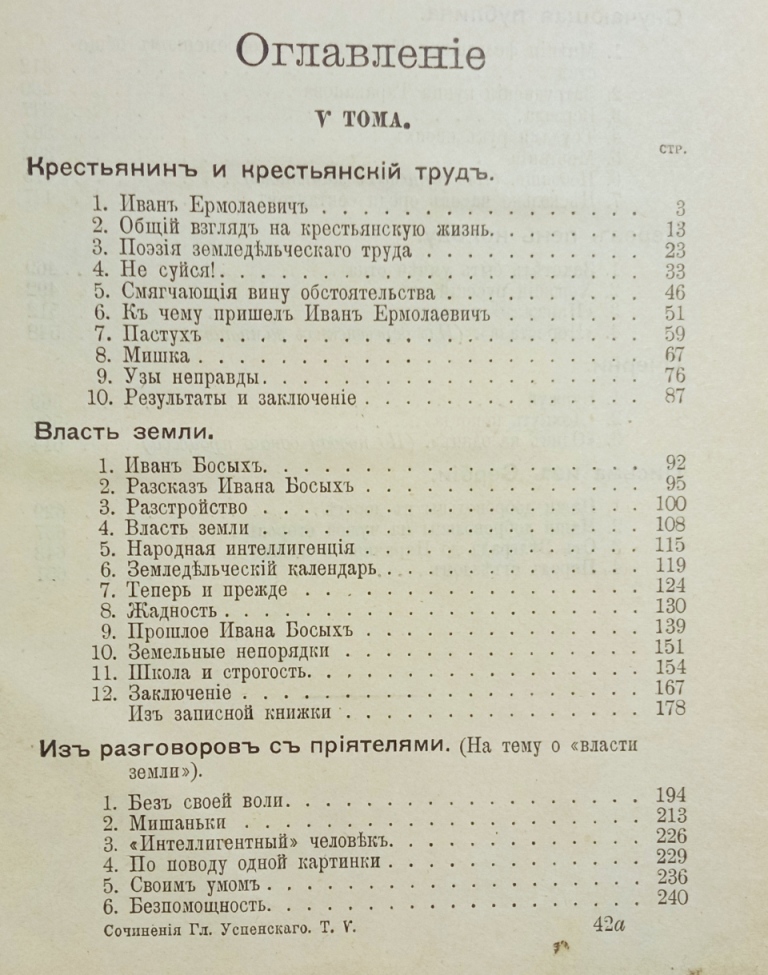 Оглавленіе
V ТОМА.
СТР.
Крестьянинъ и крестьянскій трудъ.
1. Иванъ Ермолаевичъ . . . . . . . . . . . . . . . . 3
2. Общій взглядъ на крестьянскую жизнь. . . . . . . . 13
3. Поэзія земледѣльческаго труда . . . . . . . . . . . 23
4. Не суйся! . . . . . . . . . . . . . . . . . . . . 33
5. Смягчающія вину обстоятельства . . . . . . . . . . 46
6. Къ чему пришелъ Иванъ Ермолаевичъ . . . . . . . 51
7. Пастухъ . . . . . . . . . . . . . . . . . . . . 59
8. Мишка . . . . . . . . . . . . . . . . . . . . . 67
9. Узы неправды. . . . . . . . . . . . . . . . . . . 76
10. Результаты и заключеніе . . . . . . . . . . . . . 87
Власть земли.
1. Иванъ Босыхъ. . . . . . . . . . . . . . . . . . . 92
2. Разсказъ Ивана Босыхъ . . . . . . . . . . . . . . 95
3. Разстройство . . . . . . . . . . . . . . . . . . 100
4. Власть земли . . . . . . . . . . . . . . . . . . 108
5. Народная интеллигенція . . . . . . . . . . . . . . 115
6. Земледѣльческій календарь . . . . . . . . . . . . . 119
7. Теперь и прежде . . . . . . . . . . . . . . . . . 124
8. Жадность . . . . . . . . . . . . . . . . . . . . 130
9. Прошлое Ивана Босыхъ . . . . . . . . . . . . . . 139
10. Земельные непорядки . . . . . . . . . . . . . . . 151
11. Школа и строгость. . . . . . . . . . . . . . . . . 154
12. Заключеніе . . . . . . . . . . . . . . . . . . . 167
Изъ записной книжки . . . . . . . . . . . . . . . 178
Изъ разговоровъ съ пріятелями. (На тему о «власти
земли»).
1. Безъ своей воли. . . . . . . . . . . . . . . . . . 194
2. Мишаньки . . . . . . . . . . . . . . . . . . . . 213
3. «Интеллигентный» человѣкъ. . . . . . . . . . . . . 226
4. По поводу одной картинки . . . . . . . . . . . . . 229
5. Своимъ умомъ . . . . . . . . . . . . . . . . . . 236
6. Безпомощность. . . . . . . . . . . . . . . . . . . 240
Сочиненія Гл. Успенскаго. Т. V. 42а